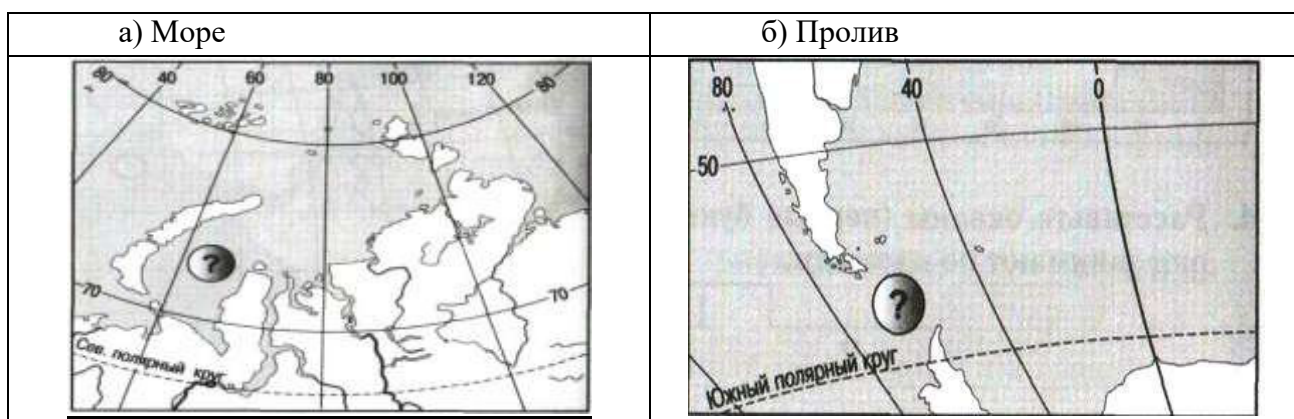 а) Море
б) Пролив
80 40 60 80 100 120 80
70 70
?
Сев. полярный круг
80 40 0
50
?
Южный полярный круг